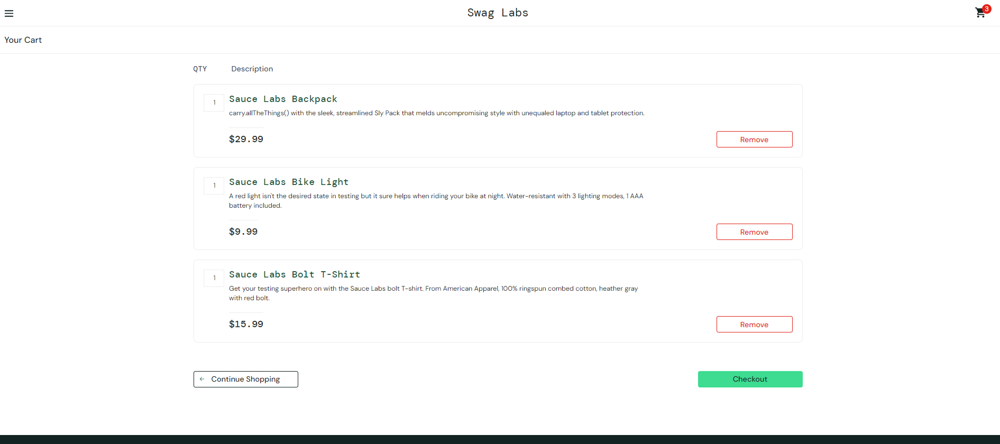 Swag Labs
3
Your Cart
QTY Description
1 Sauce Labs Backpack
carry.allTheThings() with the sleek, streamlined Sly Pack that melds uncompromising style with unequaled laptop and tablet protection.
$29.99 Remove
1 Sauce Labs Bike Light
A red light isn't the desired state in testing but it sure helps when riding your bike at night. Water-resistant with 3 lighting modes, 1 AAA
battery included.
$9.99 Remove
1 Sauce Labs Bolt T-Shirt
Get your testing superhero on with the Sauce Labs bolt T-shirt. From American Apparel, 100% ringspun combed cotton, heather gray
with red bolt.
$15.99 Remove
Continue Shopping Checkout